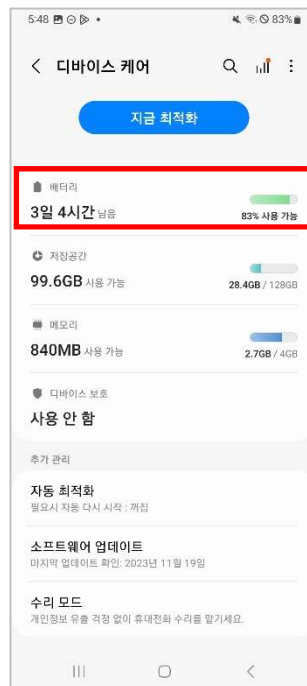 5:48 83%
디바이스 케어
지금 최적화
배터리
3일 4시간 남음
83% 사용 가능
저장공간
99.6GB 사용 가능
28.4GB / 128GB
메모리
840MB 사용 가능
2.7GB / 4GB
디바이스 보호
사용 안 함
추가 관리
자동 최적화
필요시 자동 다시 시작 : 꺼짐
소프트웨어 업데이트
마지막 업데이트 확인: 2023년 11월 19일
수리 모드
개인정보 유출 걱정 없이 휴대전화 수리를 맡기세요.